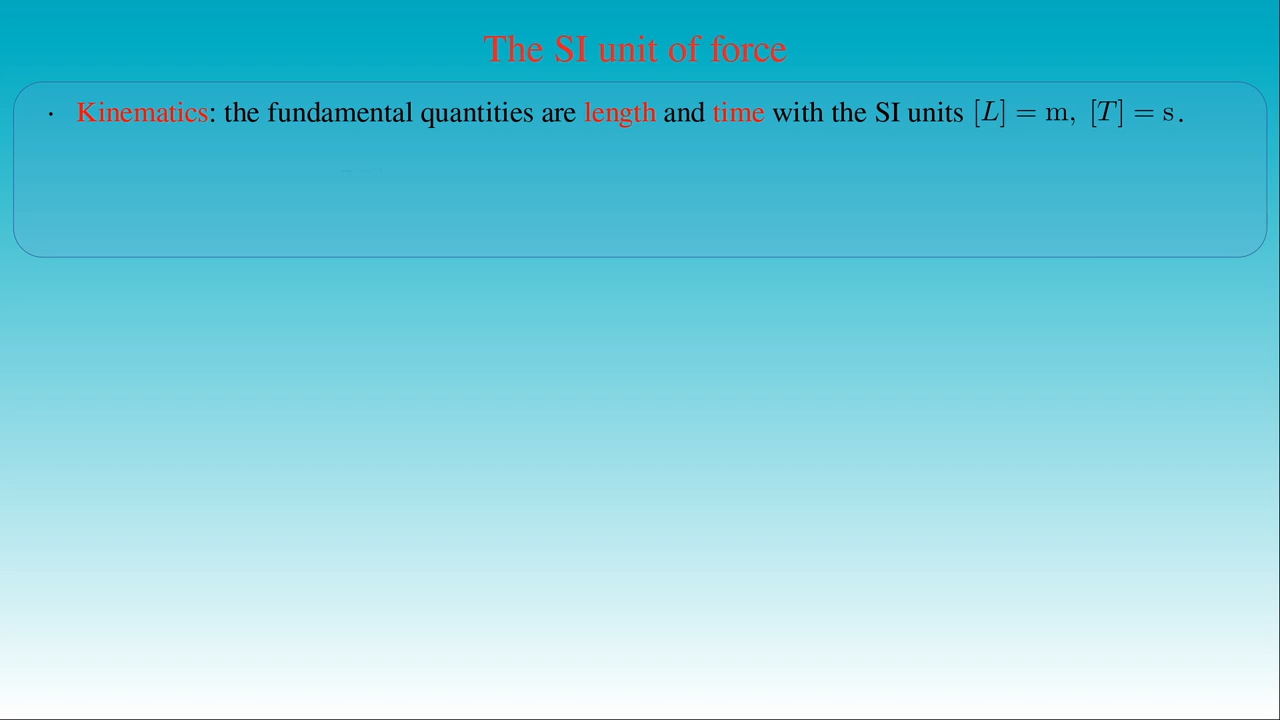 The SI unit of force
· Kinematics: the fundamental quantities are length and time with the SI units [L] = m, [T] = s.